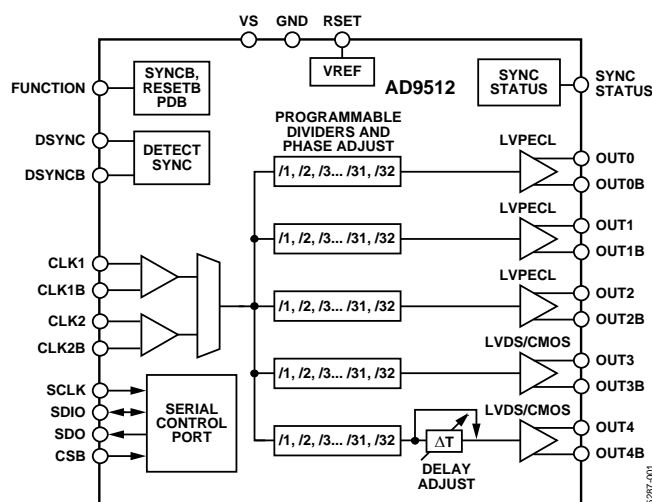 VS GND RSET
VREF
AD9512
FUNCTION
SYNCB,
RESETB
PDB
SYNC
STATUS
SYNC
STATUS
DSYNC
DSYNCB
DETECT
SYNC
PROGRAMMABLE
DIVIDERS AND
PHASE ADJUST
/1, /2, /3... /31, /32
LVPECL
OUT0
OUT0B
/1, /2, /3... /31, /32
LVPECL
OUT1
OUT1B
CLK1
CLK1B
CLK2
CLK2B
/1, /2, /3... /31, /32
LVPECL
OUT2
OUT2B
/1, /2, /3... /31, /32
LVDS/CMOS
OUT3
OUT3B
SCLK
SDIO
SDO
CSB
SERIAL
CONTROL
PORT
/1, /2, /3... /31, /32
ΔT
DELAY
ADJUST
LVDS/CMOS
OUT4
OUT4B